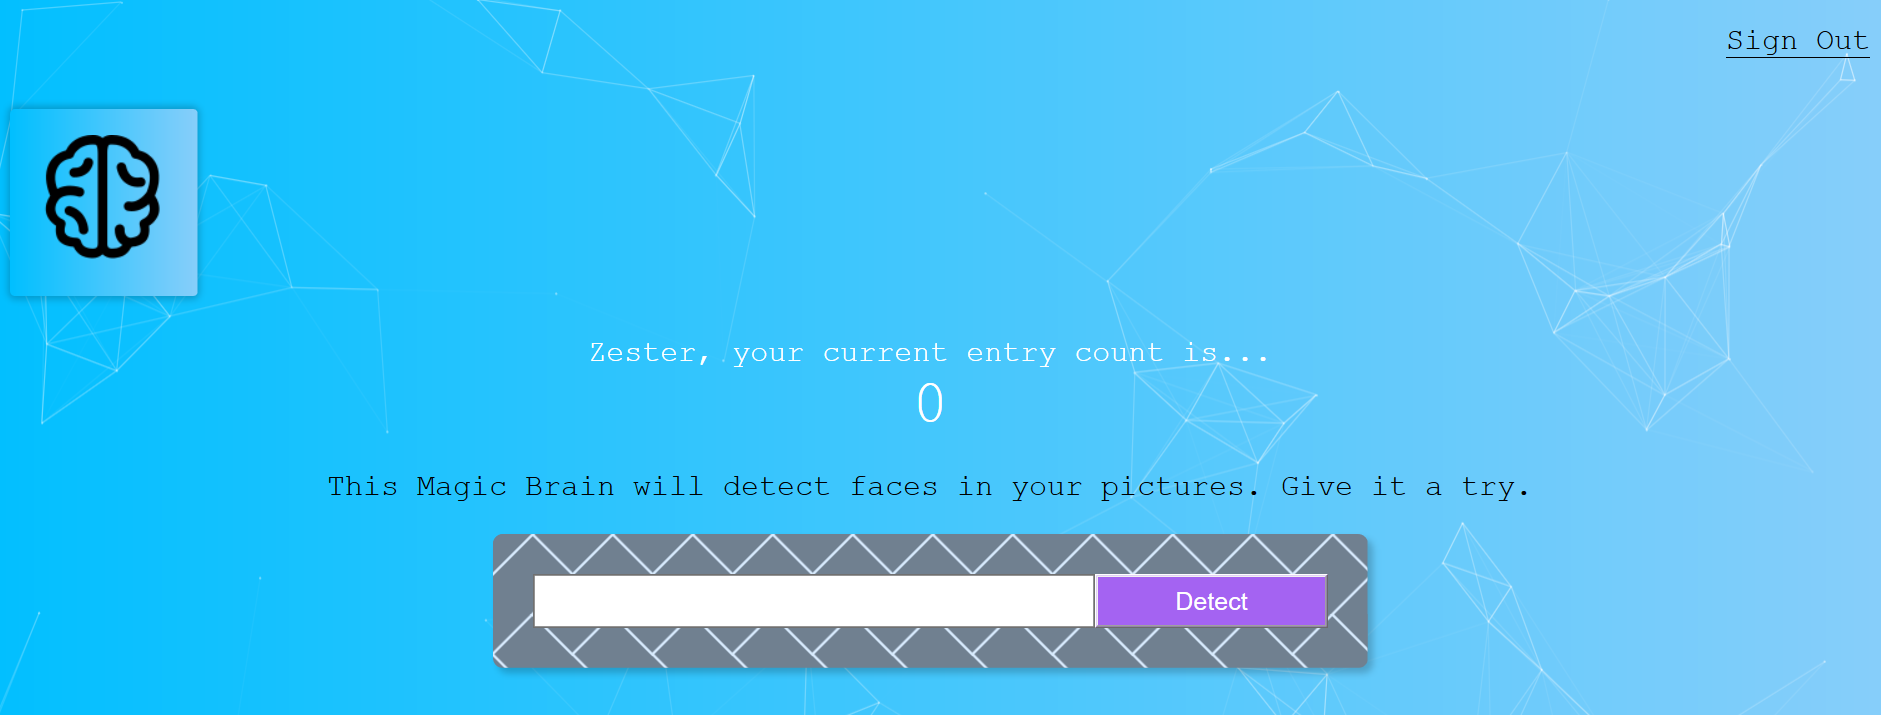 Sign Out
Zester, your current entry count is...
0
This Magic Brain will detect faces in your pictures. Give it a try.
Detect